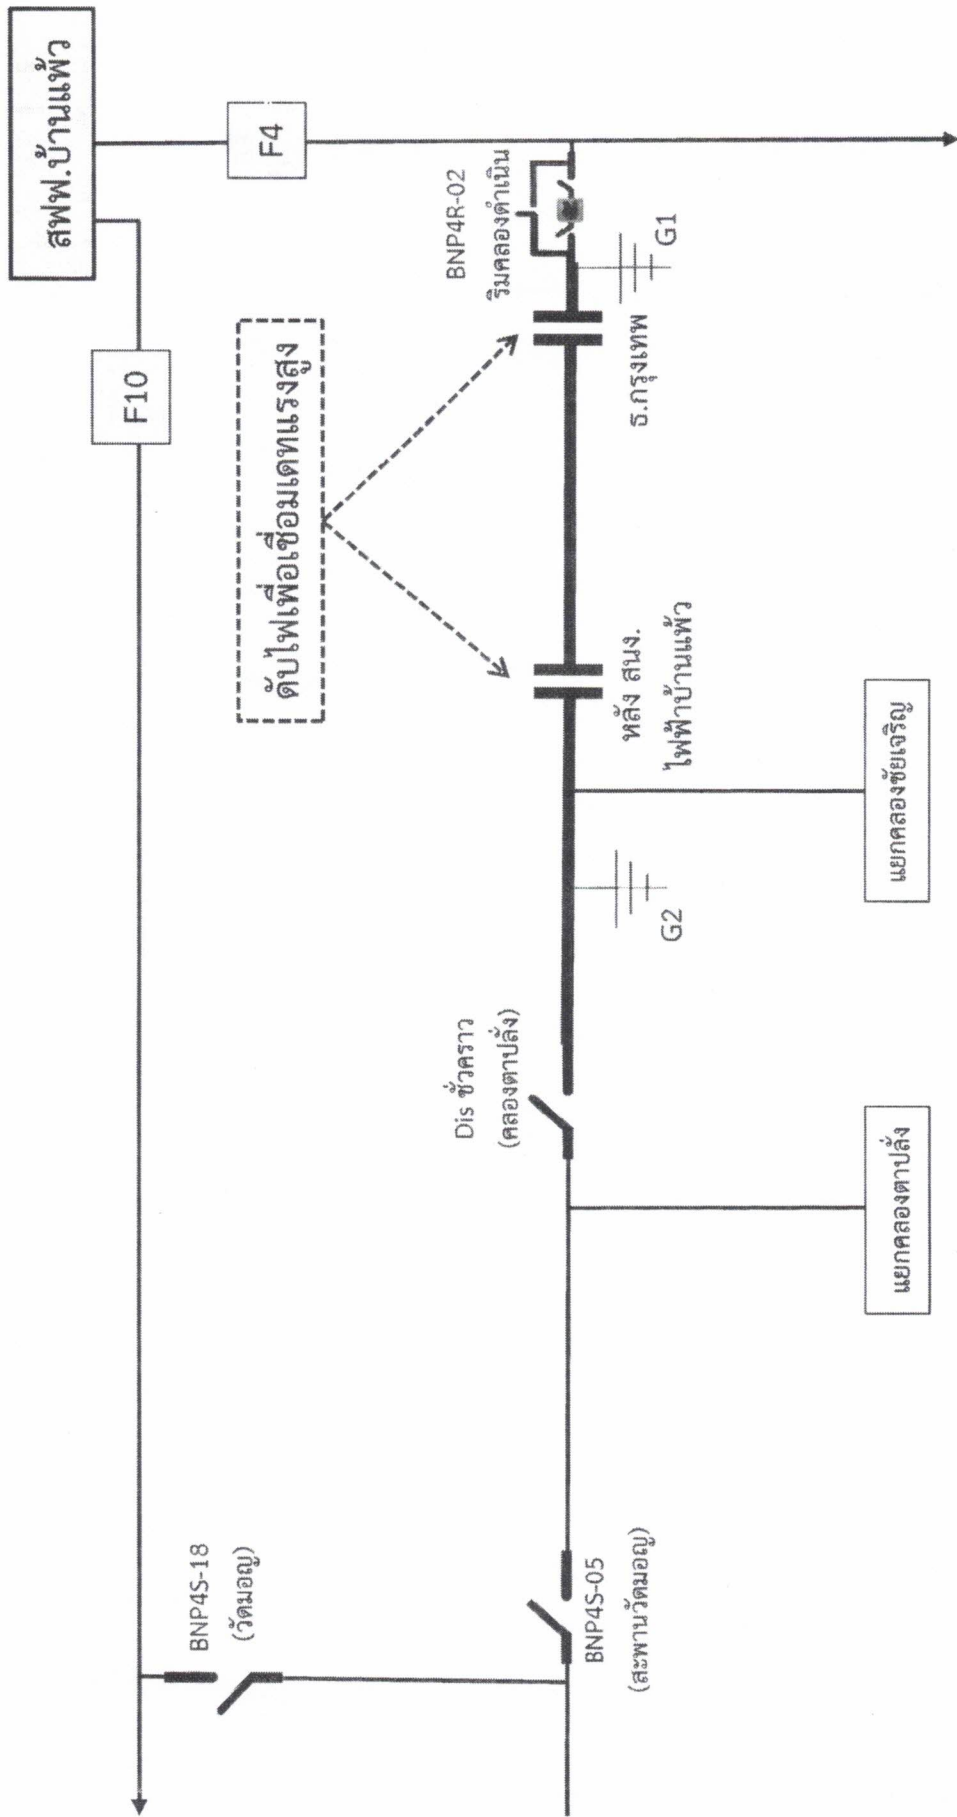 สฟฟ.บ้านแพ้ว
F4
F10
ดับไฟเพื่อเชื่อมเดทแรงสูง
BNP4R-02
ริมคลองดำเนิน
G1
ธ.กรุงเทพ
หลัง สนง.
ไฟฟ้าบ้านแพ้ว
แยกคลองชัยเจริญ
G2
Dis ชั่วคราว
(คลองตาปลั่ง)
แยกคลองตาปลั่ง
BNP4S-18
(วัดมอญ)
BNP4S-05
(สะพานวัดมอญ)